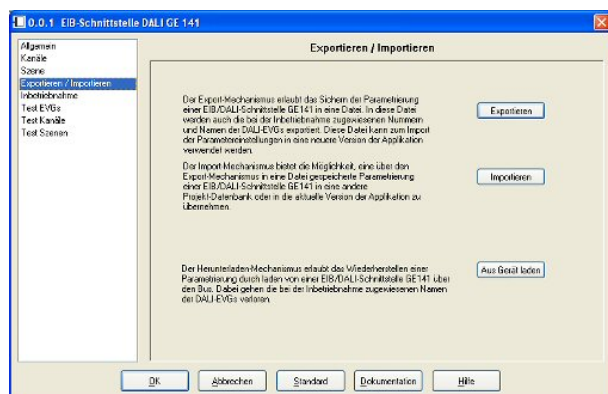 0.0.1 EIB-Schnittstelle DALI GE 141
Allgemein
Kanäle
Szene
Exportieren / Importieren
Inbetriebnahme
Test EVGs
Test Kanäle
Test Szenen
Exportieren / Importieren
Der Export-Mechanismus erlaubt das Sichern der Parametrierung
einer EIB/DALI-Schnittstelle GE141 in eine Datei. In diese Datei
werden auch die bei der Inbetriebnahme zugewiesenen Nummern
und Namen der DALI-EVGs exportiert. Diese Datei kann zum Import
der Parametereinstellungen in eine neuere Version der Applikation
verwendet werden.
Exportieren
Der Import-Mechanismus bietet die Möglichkeit, eine über den
Export-Mechanismus in eine Datei gespeicherte Parametrierung
einer EIB/DALI-Schnittstelle GE141 in eine andere
Projekt-Datenbank oder in die aktuelle Version der Applikation zu
übernehmen.
Importieren
Der Herunterladen-Mechanismus erlaubt das Wiederherstellen einer
Parametrierung durch laden von einer EIB/DALI-Schnittstelle GE141 über
den Bus. Dabei gehen die bei der Inbetriebnahme zugewiesenen Namen
der DALI-EVGs verloren.
Aus Gerät laden
OK
Abbrechen
Standard
Dokumentation
Hilfe